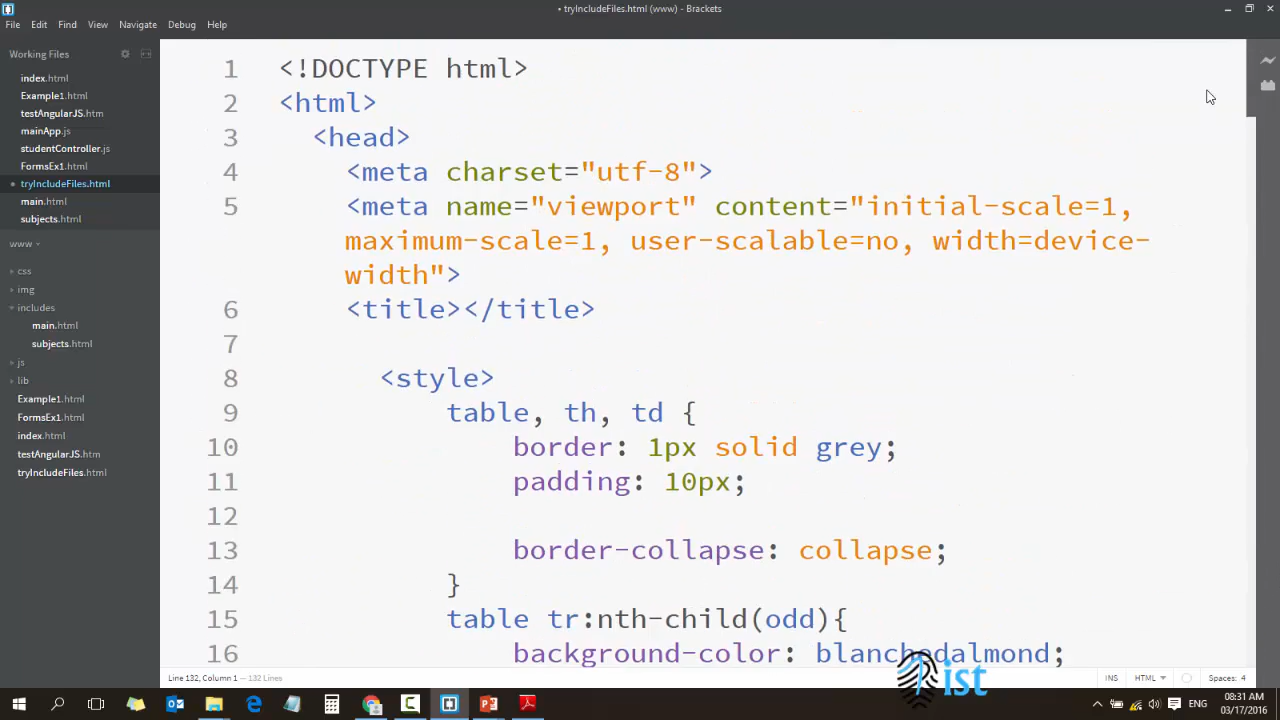 • tryIncludeFiles.html (www) - Brackets
File Edit Find View Navigate Debug Help
Working Files
index.html
Example1.html
testAngularJS.htm
mainApp.js
studentController.js
FormsEx1.html
tryIncludeFiles.html
main.html
subjects.html
www
css
img
includes
main.html
subjects.html
js
lib
Example1.html
FormsEx1.html
index.html
testAngularJS.htm
tryIncludeFiles.html
1 <!DOCTYPE html>
2 <html>
3 <head>
4 <meta charset="utf-8">
5 <meta name="viewport" content="initial-scale=1,
maximum-scale=1, user-scalable=no, width=device-
width">
6 <title></title>
7
8 <style>
9 table, th, td {
10 border: 1px solid grey;
11 padding: 10px;
12
13 border-collapse: collapse;
14 }
15 table tr:nth-child(odd){
16 background-color: blanchedalmond;
ist
Line 132, Column 1 — 132 Lines
INS HTML Spaces: 4
ENG
08:31 AM
03/17/2016